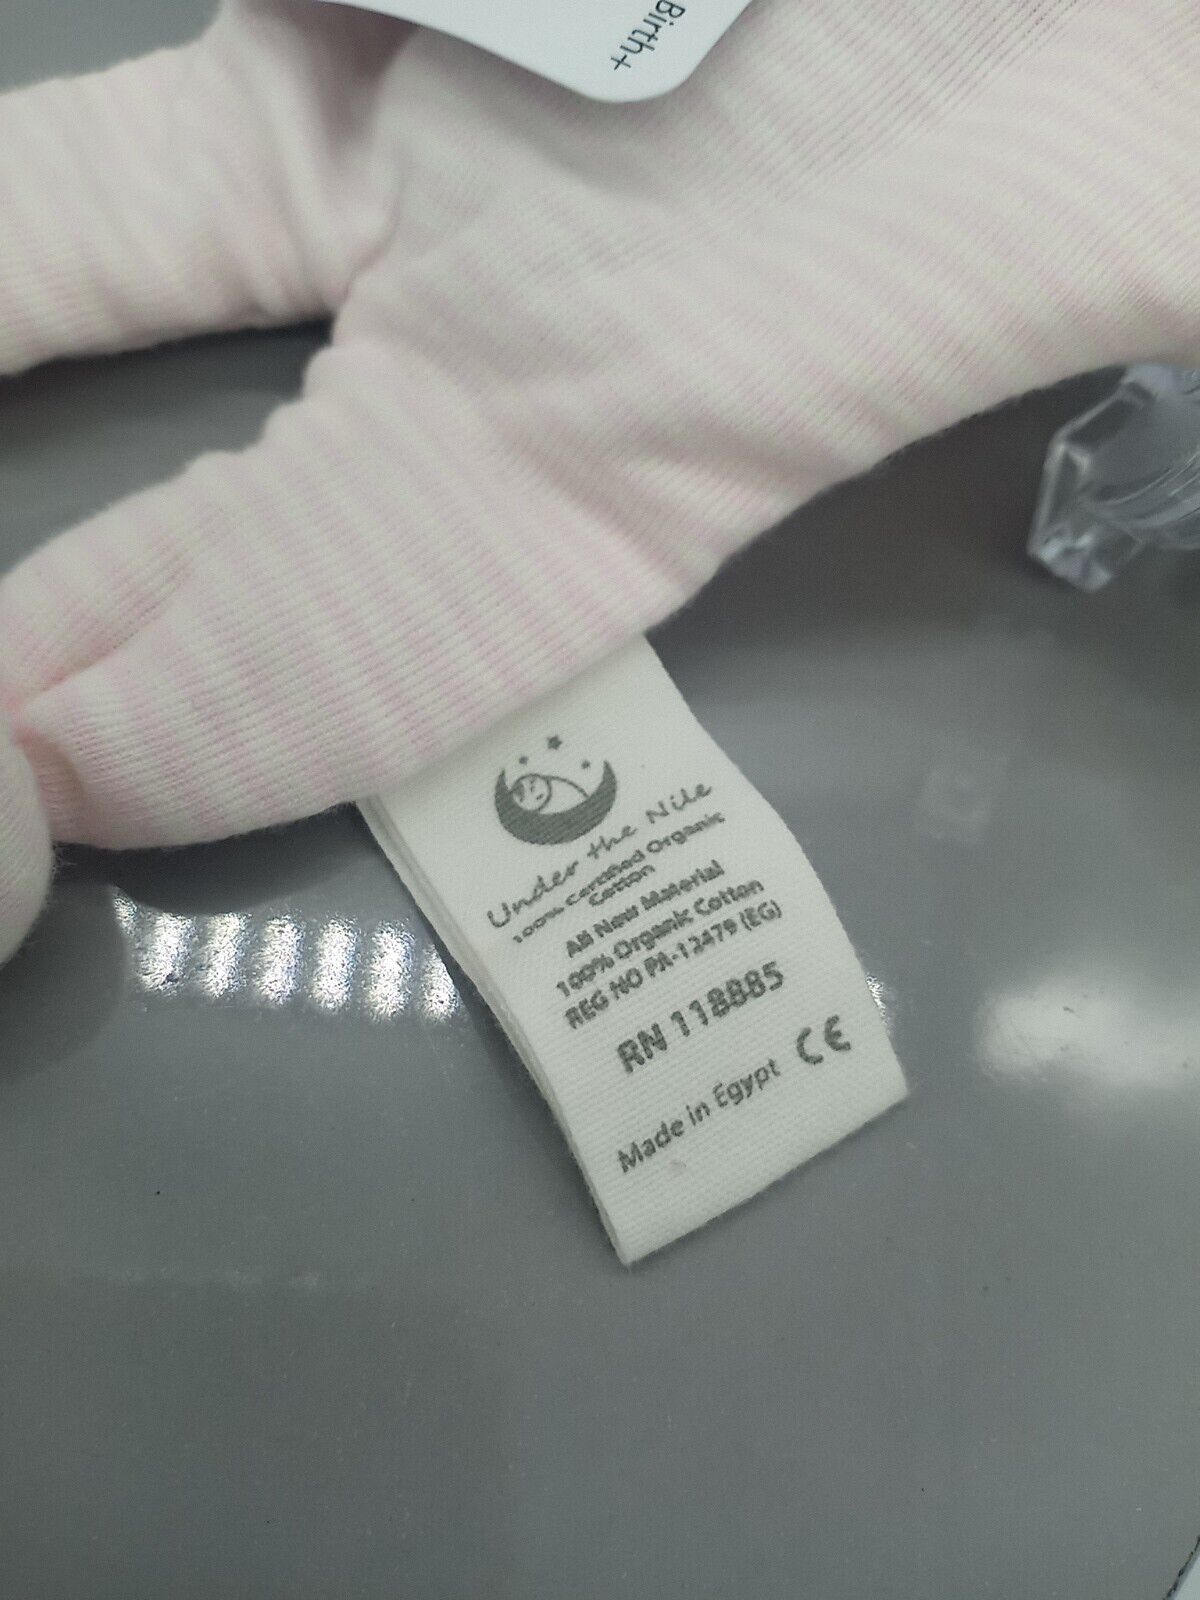 Birth+
Under the Nile
100% Certified Organic
Cotton
All New Material
100% Organic Cotton
REG NO PA-12479 (EG)
RN 118885
Made in Egypt CE